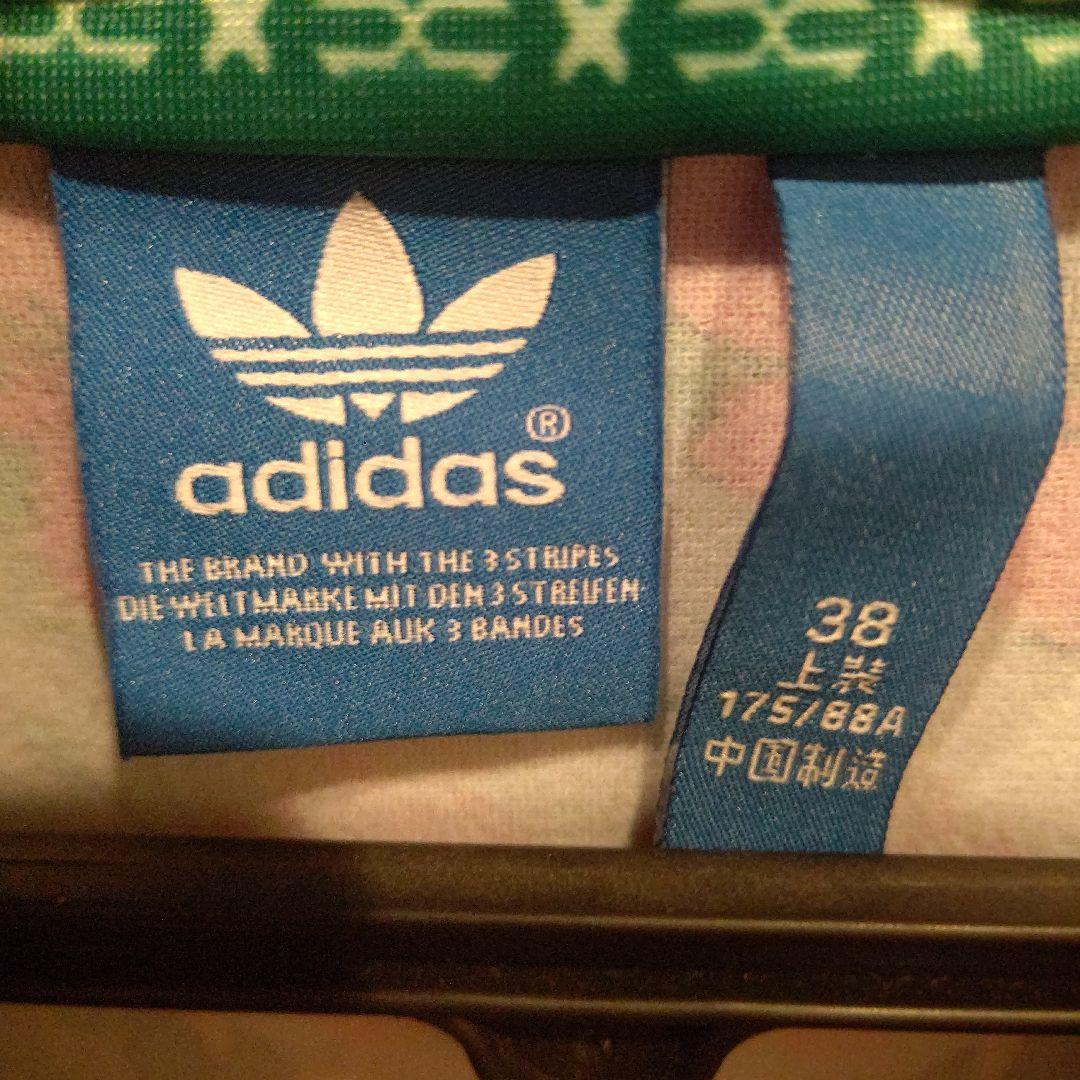 adidas®
THE BRAND WITH THE 3 STRIPES
DIE WELTMARKE MIT DEN 3 STREIFEN
LA MARQUE AUX 3 BANDES
38
上裝
175/88A
中国制造